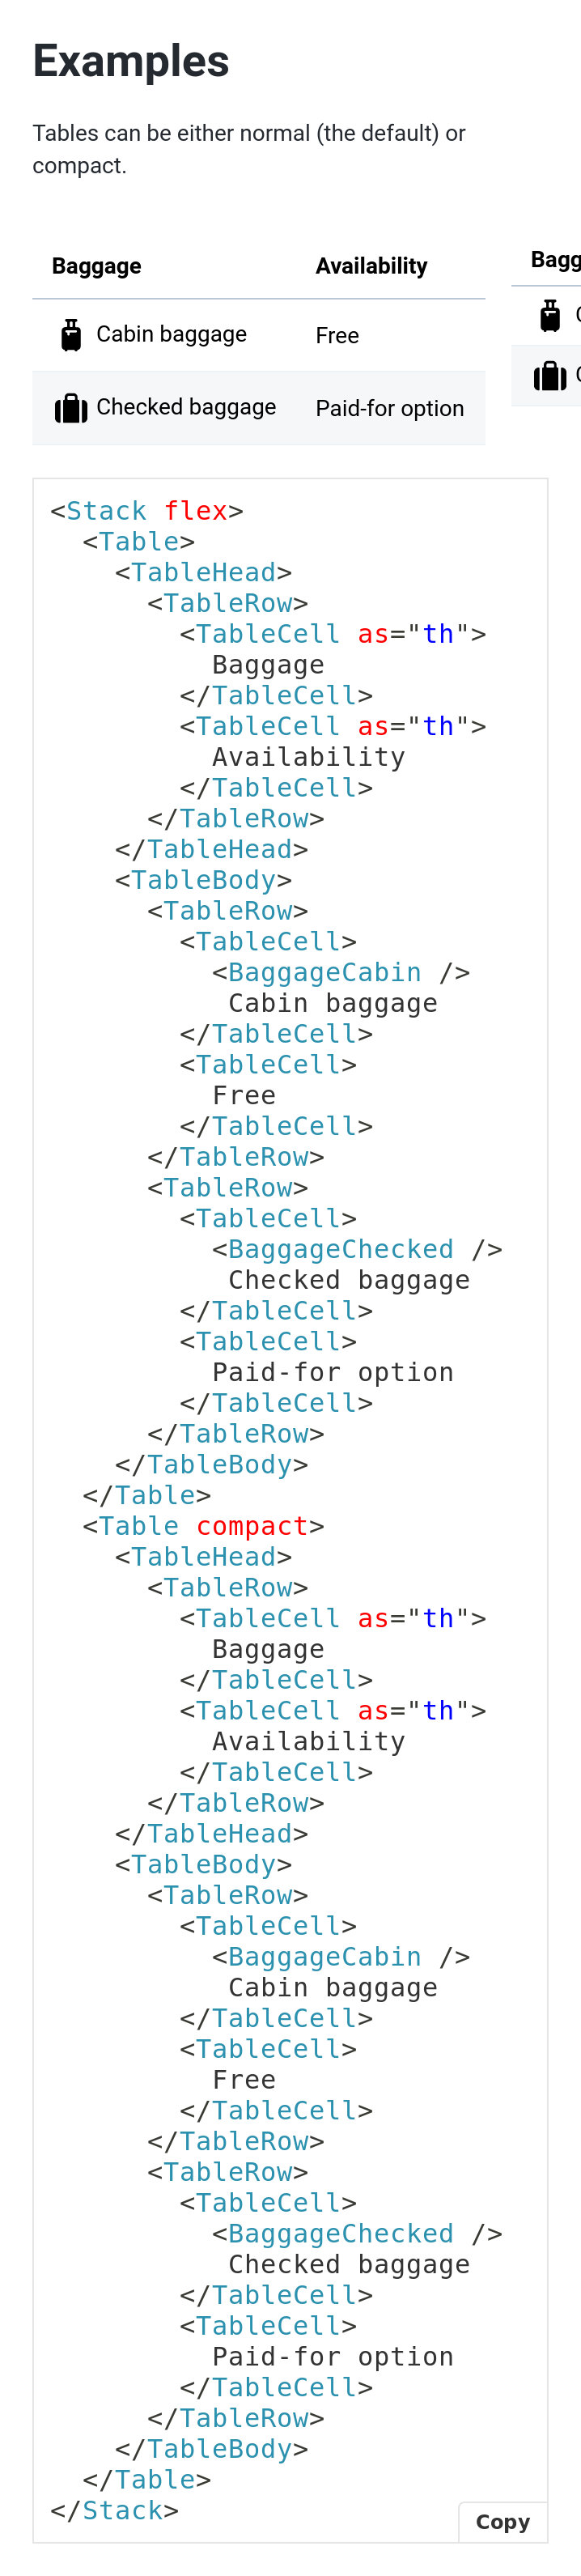 Examples
Tables can be either normal (the default) or
compact.
Baggage Availability
Cabin baggage Free
Checked baggage Paid-for option
<Stack flex>
  <Table>
    <TableHead>
      <TableRow>
        <TableCell as="th">
          Baggage
        </TableCell>
        <TableCell as="th">
          Availability
        </TableCell>
      </TableRow>
    </TableHead>
    <TableBody>
      <TableRow>
        <TableCell>
          <BaggageCabin />
           Cabin baggage
        </TableCell>
        <TableCell>
          Free
        </TableCell>
      </TableRow>
      <TableRow>
        <TableCell>
          <BaggageChecked />
           Checked baggage
        </TableCell>
        <TableCell>
          Paid-for option
        </TableCell>
      </TableRow>
    </TableBody>
  </Table>
  <Table compact>
    <TableHead>
      <TableRow>
        <TableCell as="th">
          Baggage
        </TableCell>
        <TableCell as="th">
          Availability
        </TableCell>
      </TableRow>
    </TableHead>
    <TableBody>
      <TableRow>
        <TableCell>
          <BaggageCabin />
           Cabin baggage
        </TableCell>
        <TableCell>
          Free
        </TableCell>
      </TableRow>
      <TableRow>
        <TableCell>
          <BaggageChecked />
           Checked baggage
        </TableCell>
        <TableCell>
          Paid-for option
        </TableCell>
      </TableRow>
    </TableBody>
  </Table>
</Stack>
Copy